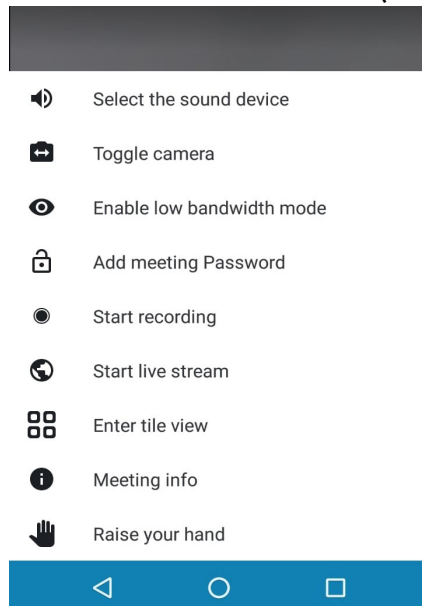 Select the sound device
Toggle camera
Enable low bandwidth mode
Add meeting Password
Start recording
Start live stream
Enter tile view
Meeting info
Raise your hand